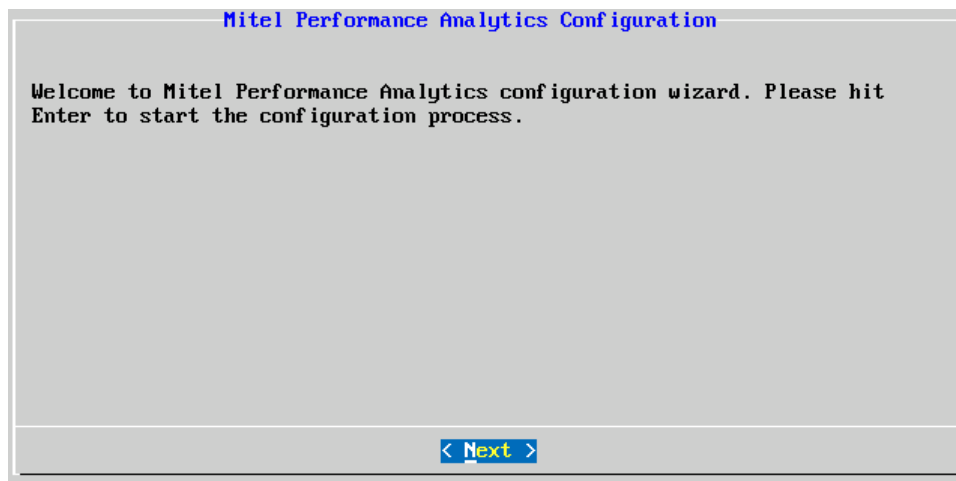 Mitel Performance Analytics Configuration
Welcome to Mitel Performance Analytics configuration wizard. Please hit
Enter to start the configuration process.
< Next >